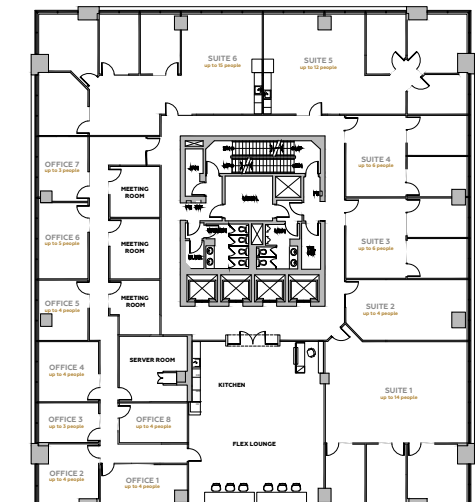 SUITE 6
up to 15 people
SUITE 5
up to 12 people
OFFICE 7
up to 3 people
MEETING
ROOM
SUITE 4
up to 6 people
OFFICE 6
up to 5 people
MEETING
ROOM
SUITE 3
up to 6 people
OFFICE 5
up to 4 people
MEETING
ROOM
SUITE 2
up to 4 people
OFFICE 4
up to 4 people
SERVER ROOM
KITCHEN
SUITE 1
up to 14 people
OFFICE 3
up to 3 people
OFFICE 8
up to 4 people
FLEX LOUNGE
OFFICE 2
up to 4 people
OFFICE 1
up to 4 people